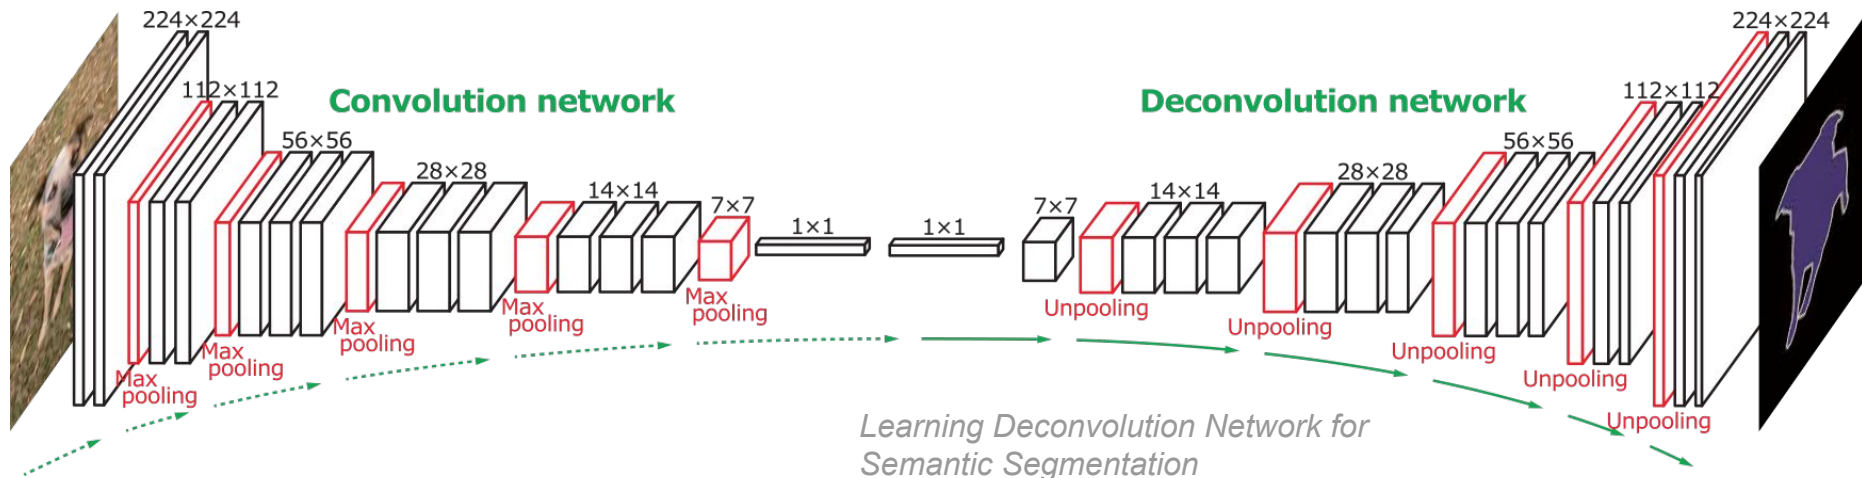 224×224
112×112
56×56
28×28
14×14
7×7
1×1
1×1
7×7
14×14
28×28
56×56
112×112
224×224
Convolution network
Deconvolution network
Max
pooling
Max
pooling
Max
pooling
Max
pooling
Max
pooling
Unpooling
Unpooling
Unpooling
Unpooling
Unpooling
Learning Deconvolution Network for
Semantic Segmentation